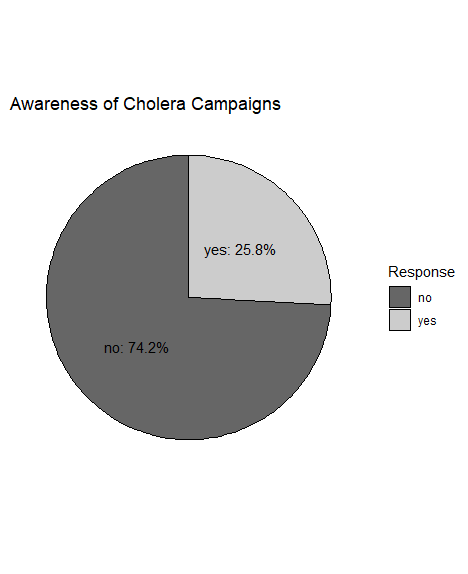 Awareness of Cholera Campaigns
yes: 25.8%
no: 74.2%
Response
no
yes